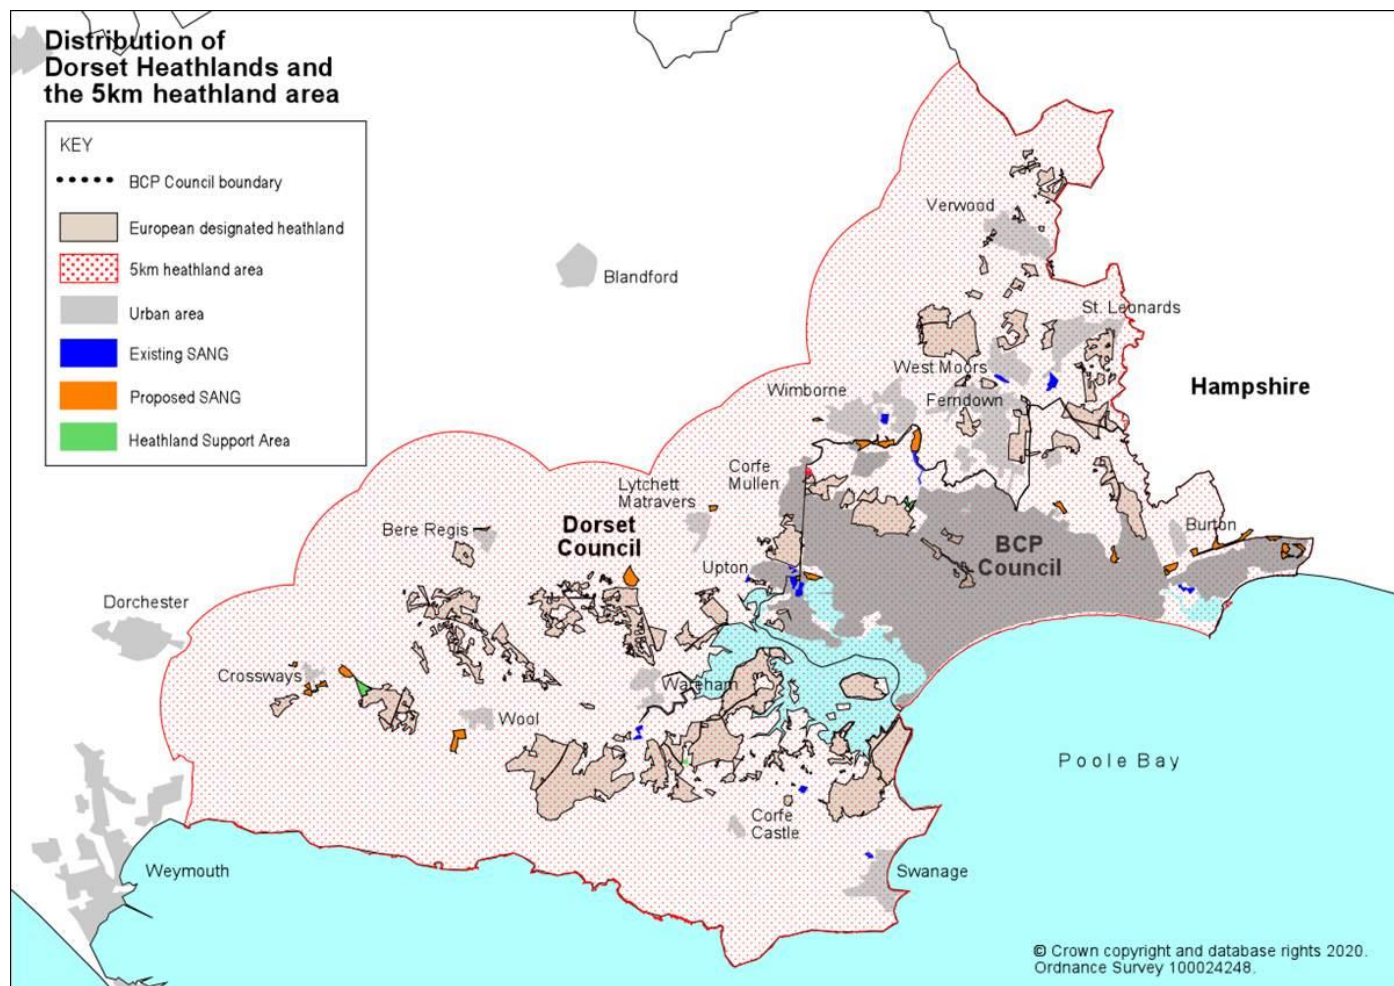 Distribution of
Dorset Heathlands and
the 5km heathland area
KEY
BCP Council boundary
European designated heathland
5km heathland area
Urban area
Existing SANG
Proposed SANG
Heathland Support Area
Verwood
Blandford
St. Leonards
West Moors
Hampshire
Wimborne
Ferndown
Corfe
Mullen
Lytchett
Matravers
Bere Regis
Dorset
Council
Burton
BCP
Council
Upton
Dorchester
Crossways
Wareham
Wool
Poole Bay
Corfe
Castle
Weymouth
Swanage
© Crown copyright and database rights 2020.
Ordnance Survey 100024248.